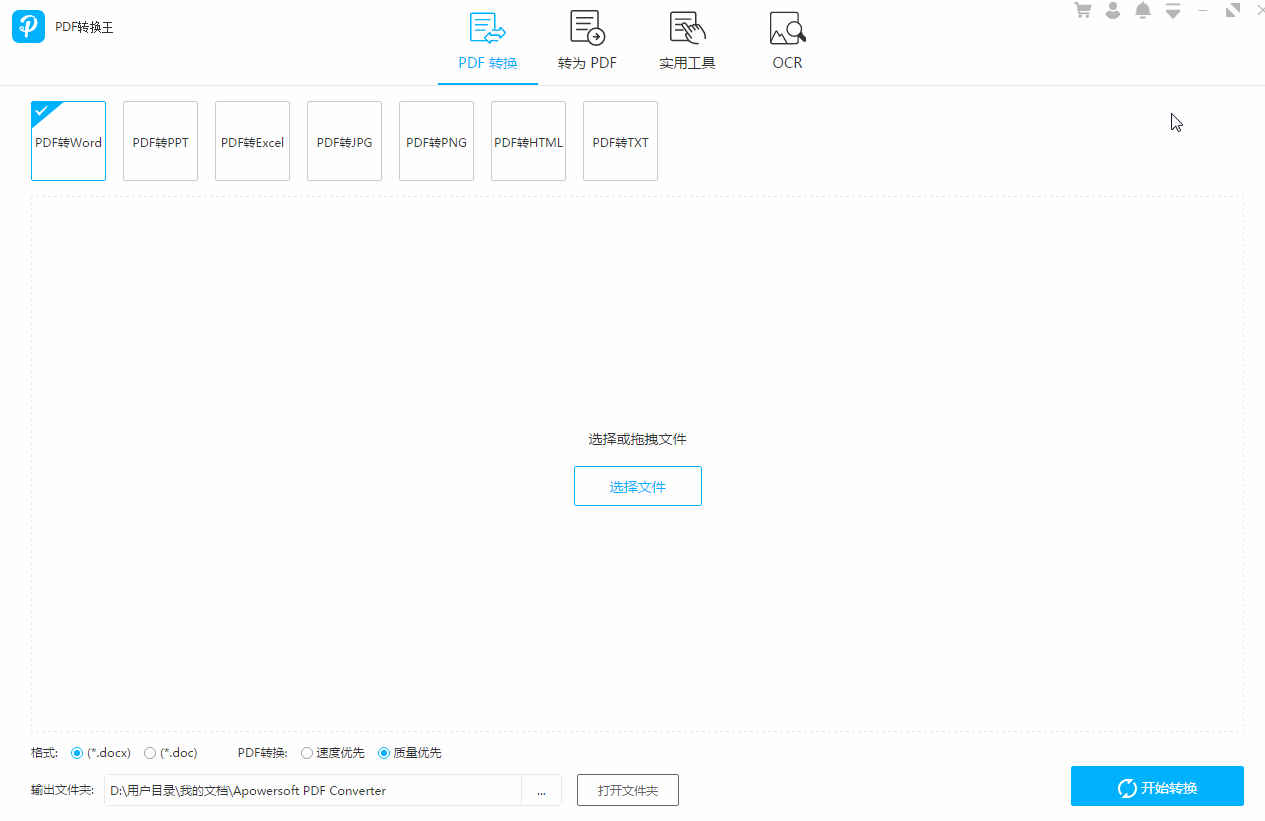 PDF转换王
PDF 转换
转为 PDF
实用工具
OCR
PDF转Word
PDF转PPT
PDF转Excel
PDF转JPG
PDF转PNG
PDF转HTML
PDF转TXT
选择或拖拽文件
选择文件
格式: (*.docx) (*.doc) PDF转换: 速度优先 质量优先
输出文件夹: D:\用户目录\我的文档\Apowersoft PDF Converter ... 打开文件夹
开始转换